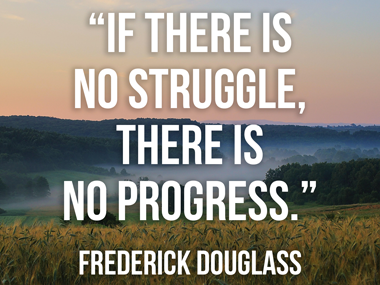 “IF THERE IS
NO STRUGGLE,
THERE IS
NO PROGRESS.”
FREDERICK DOUGLASS